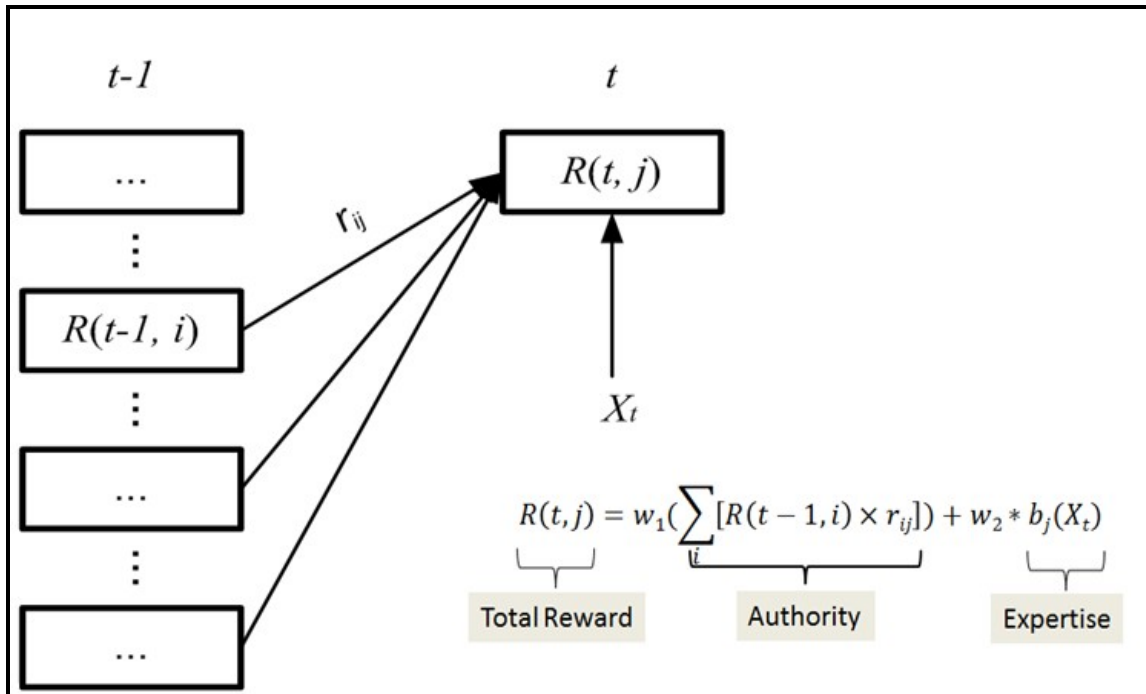 t-1
t
...
R(t, j)
⋮
r_ij
R(t-1, i)
⋮
X_t
...
R(t, j) = w_1(∑_i[R(t − 1, i) × r_ij]) + w_2 * b_j(X_t)
⋮
Total Reward
Authority
Expertise
...